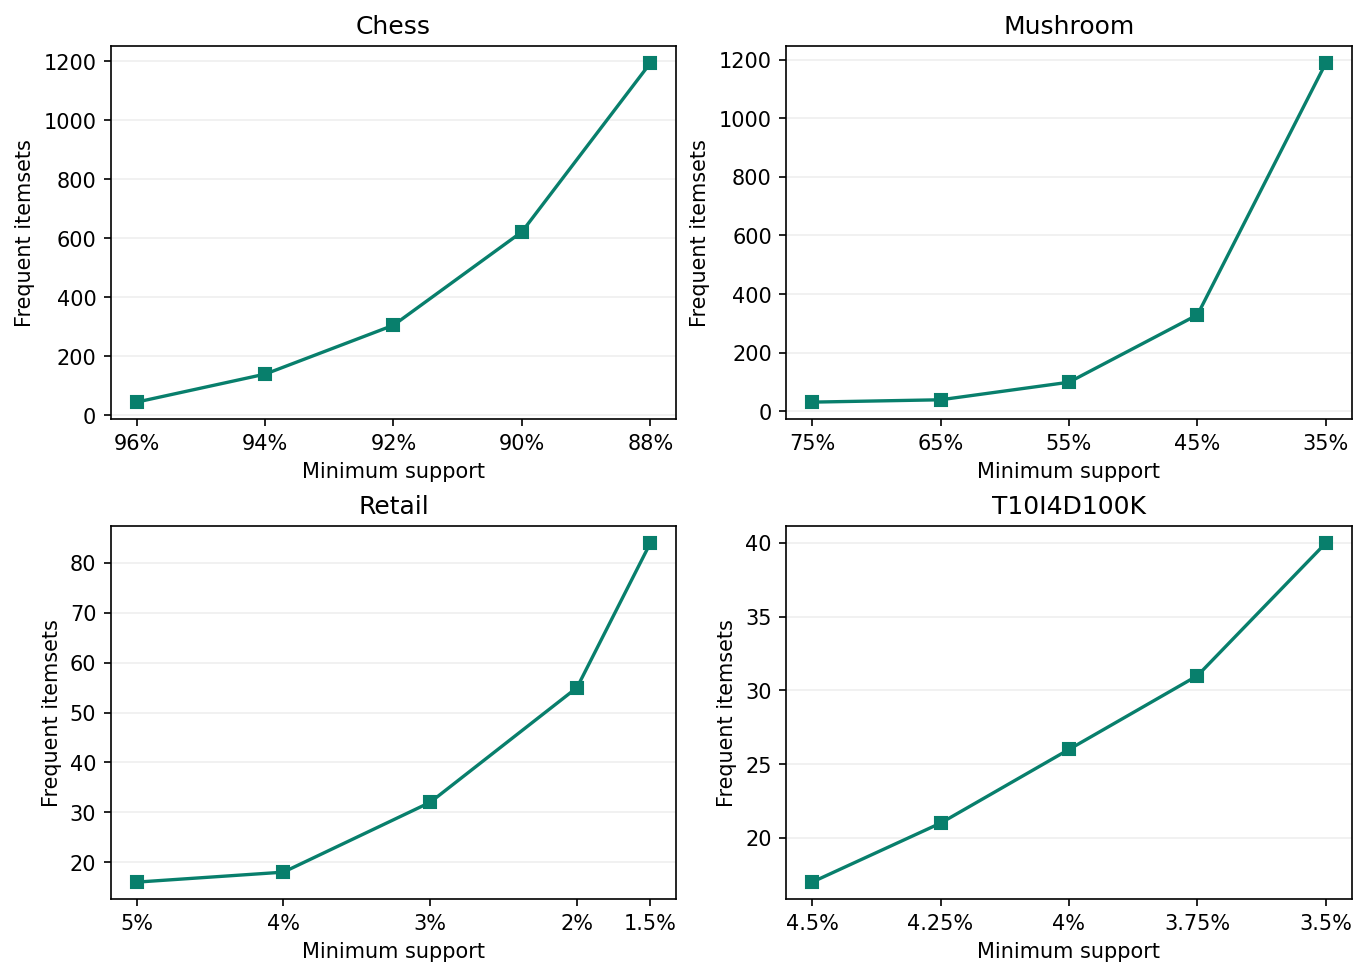 Chess
Frequent itemsets
1200
1000
800
600
400
200
0
96% 94% 92% 90% 88%
Minimum support
Mushroom
Frequent itemsets
1200
1000
800
600
400
200
0
75% 65% 55% 45% 35%
Minimum support
Retail
Frequent itemsets
80
70
60
50
40
30
20
5% 4% 3% 2% 1.5%
Minimum support
T10I4D100K
Frequent itemsets
40
35
30
25
20
4.5% 4.25% 4% 3.75% 3.5%
Minimum support